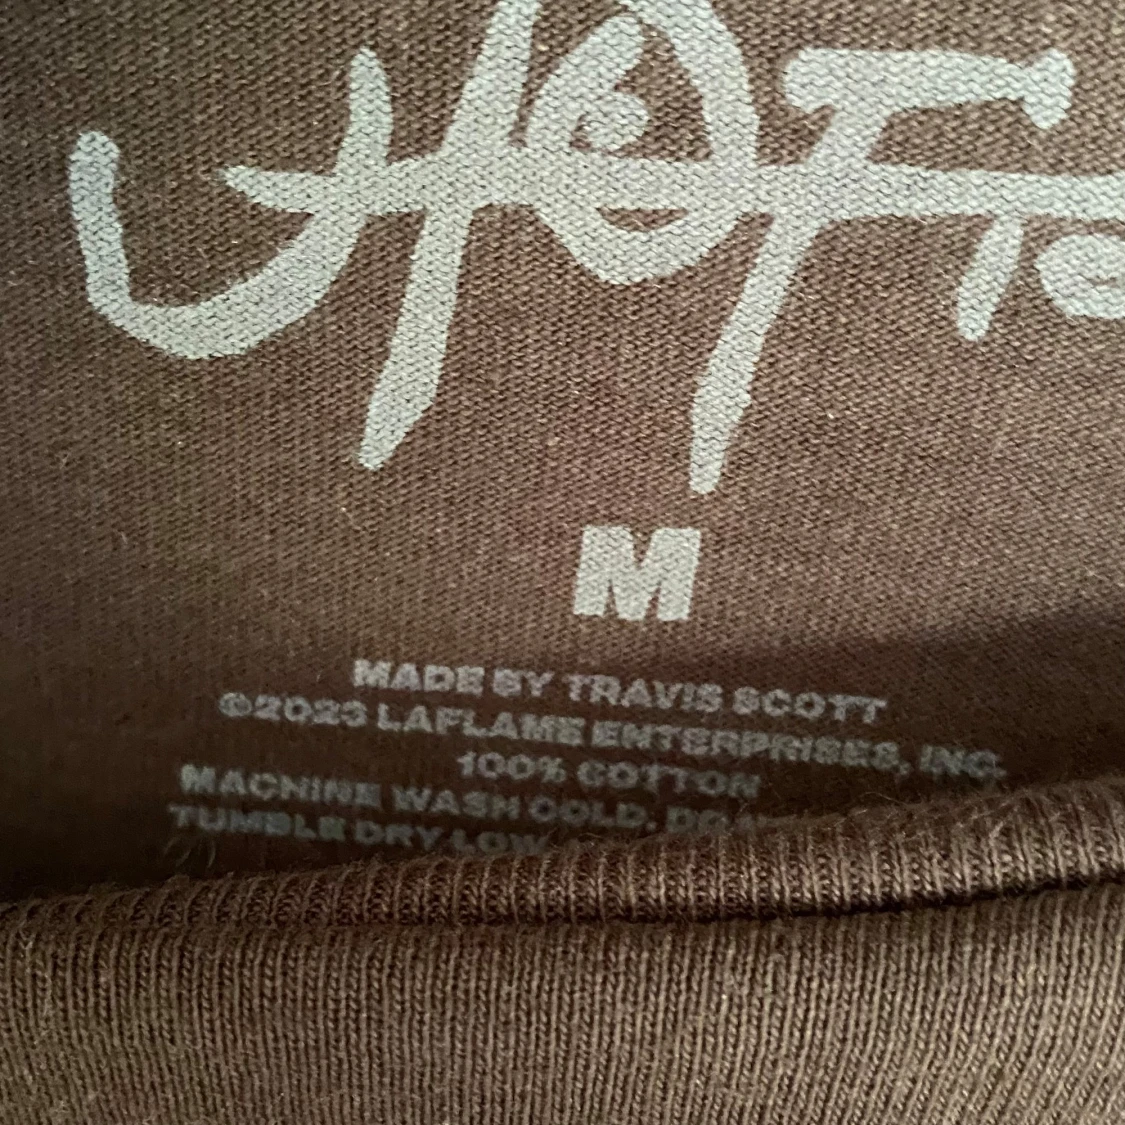 M
MADE BY TRAVIS SCOTT
©2023 LAFLAME ENTERPRISES, INC.
100% COTTON
MACHINE WASH COLD.
TUMBLE DRY LOW